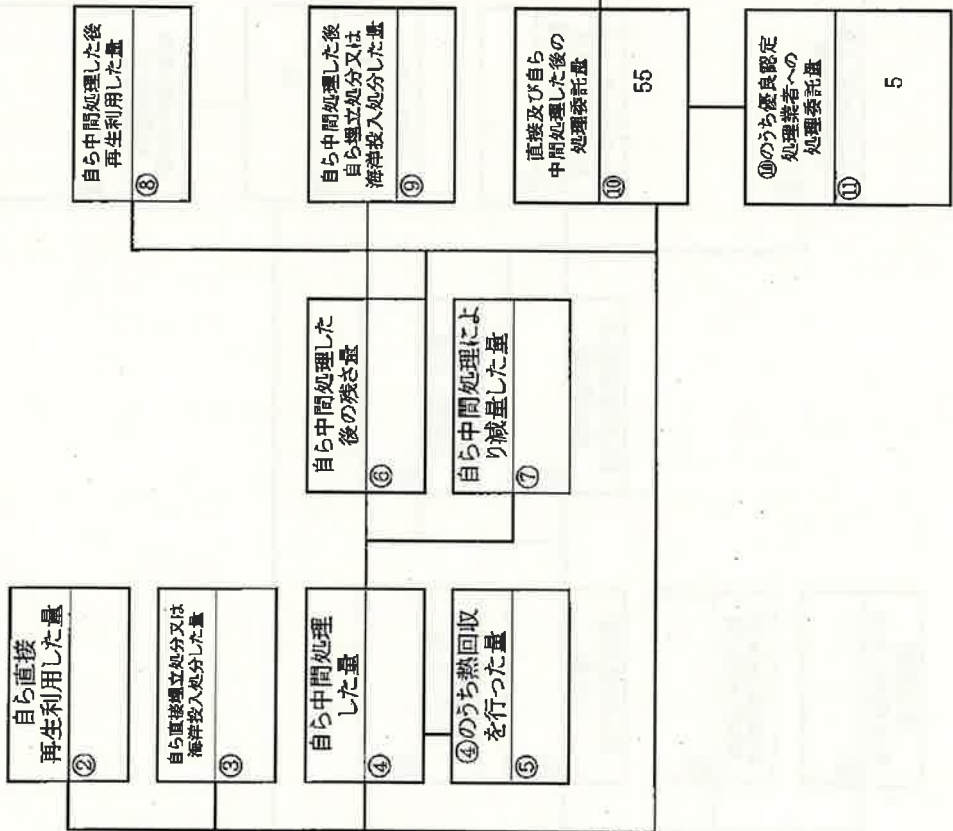 自ら直接
再生利用した量
②
自ら直接埋立処分又は
海洋投入処分した量
③
自ら中間処理
した量
④
④のうち熱回収
を行った量
⑤
自ら中間処理した
後の残さ量
⑥
自ら中間処理によ
り減量した量
⑦
自ら中間処理した後
再生利用した量
⑧
自ら中間処理した後
自ら埋立処分又は
海洋投入処分した量
⑨
直接及び自ら
中間処理した後の
処理委託量
⑩
55
⑩のうち優良認定
処理業者への
処理委託量
⑪
5